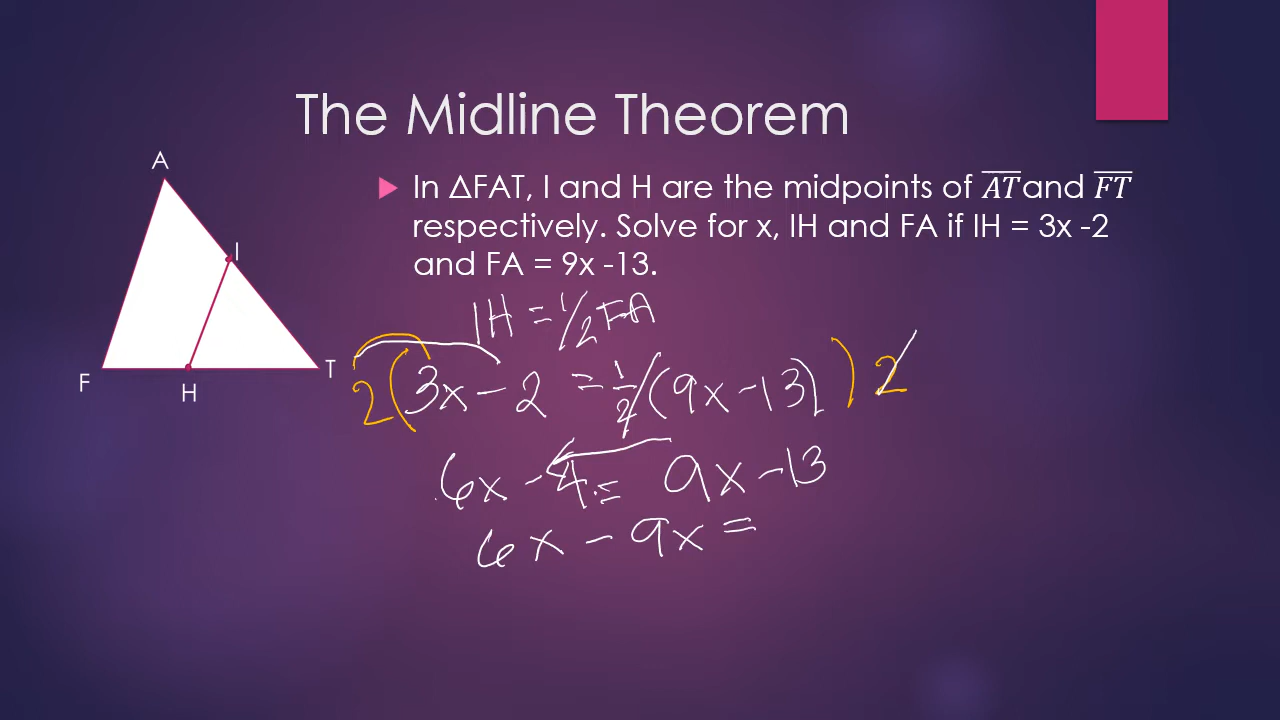 The Midline Theorem
A
In ΔFAT, I and H are the midpoints of AT and FT
respectively. Solve for x, IH and FA if IH = 3x -2
and FA = 9x -13.
I
F
H
T
IH = 1/2 FA
2(3x - 2 = 1/2 (9x - 13)) 2
6x - 4 = 9x - 13
6x - 9x =